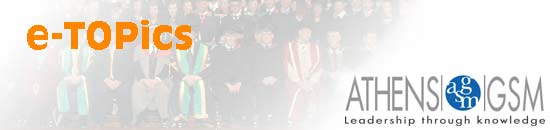 e-TOPics
ATHENS agsm GSM
Leadership through knowledge